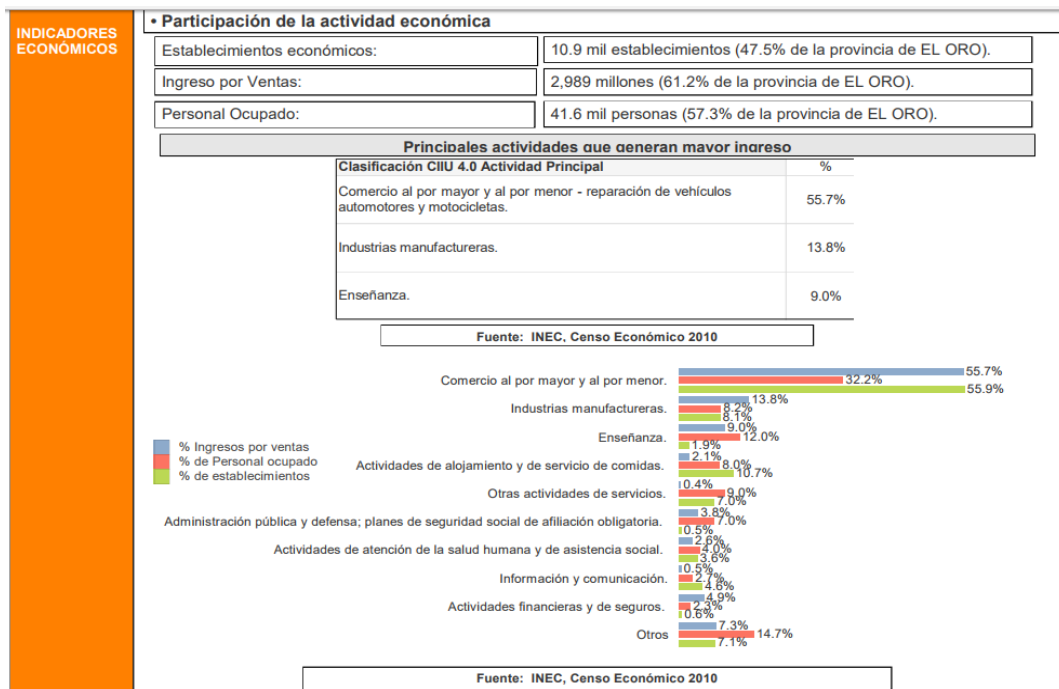 INDICADORES
ECONÓMICOS
• Participación de la actividad económica
Establecimientos económicos:
10.9 mil establecimientos (47.5% de la provincia de EL ORO).
Ingreso por Ventas:
2,989 millones (61.2% de la provincia de EL ORO).
Personal Ocupado:
41.6 mil personas (57.3% de la provincia de EL ORO).
Principales actividades que generan mayor ingreso
Clasificación CIIU 4.0 Actividad Principal
%
Comercio al por mayor y al por menor - reparación de vehículos
automotores y motocicletas.
55.7%
Industrias manufactureras.
13.8%
Enseñanza.
9.0%
Fuente: INEC, Censo Económico 2010
% Ingresos por ventas
% de Personal ocupado
% de establecimientos
Comercio al por mayor y al por menor.
55.7%
32.2%
55.9%
Industrias manufactureras.
13.8%
8.2%
8.1%
Enseñanza.
9.0%
12.0%
1.9%
Actividades de alojamiento y de servicio de comidas.
2.1%
8.0%
10.7%
Otras actividades de servicios.
0.4%
9.0%
7.0%
Administración pública y defensa; planes de seguridad social de afiliación obligatoria.
3.8%
7.0%
0.5%
Actividades de atención de la salud humana y de asistencia social.
2.6%
4.0%
3.6%
Información y comunicación.
0.5%
2.7%
4.6%
Actividades financieras y de seguros.
4.9%
2.3%
0.6%
Otros
7.3%
14.7%
7.1%
Fuente: INEC, Censo Económico 2010